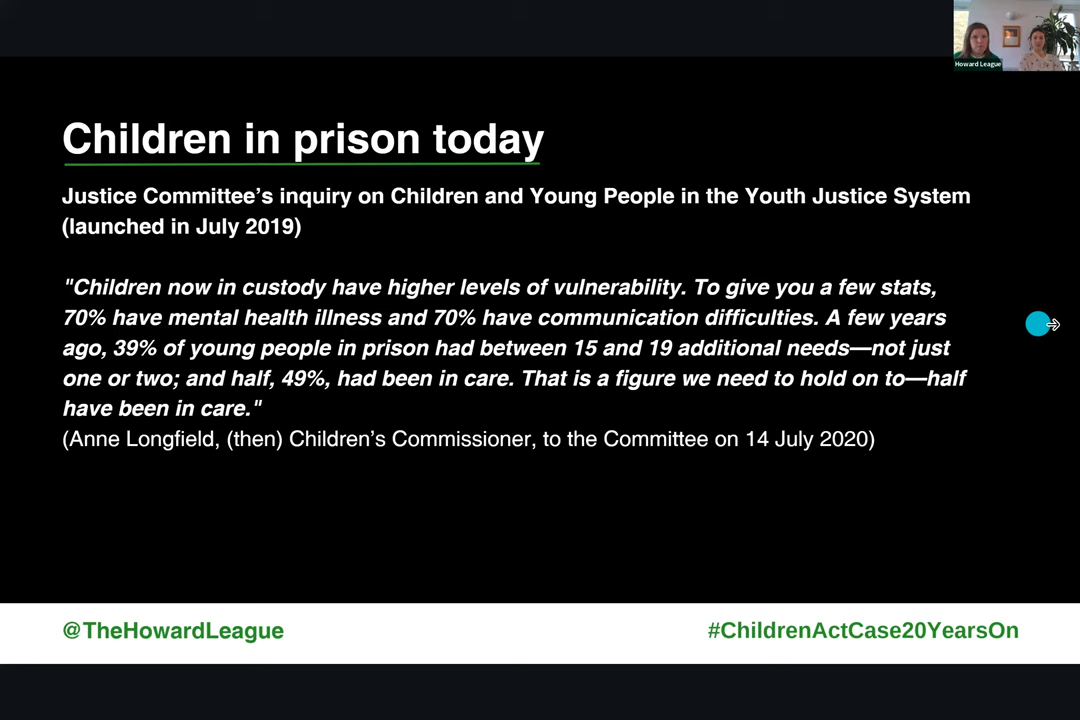 Howard League
Children in prison today
Justice Committee’s inquiry on Children and Young People in the Youth Justice System
(launched in July 2019)
"Children now in custody have higher levels of vulnerability. To give you a few stats,
70% have mental health illness and 70% have communication difficulties. A few years
ago, 39% of young people in prison had between 15 and 19 additional needs—not just
one or two; and half, 49%, had been in care. That is a figure we need to hold on to—half
have been in care."
(Anne Longfield, (then) Children’s Commissioner, to the Committee on 14 July 2020)
@TheHowardLeague
#ChildrenActCase20YearsOn